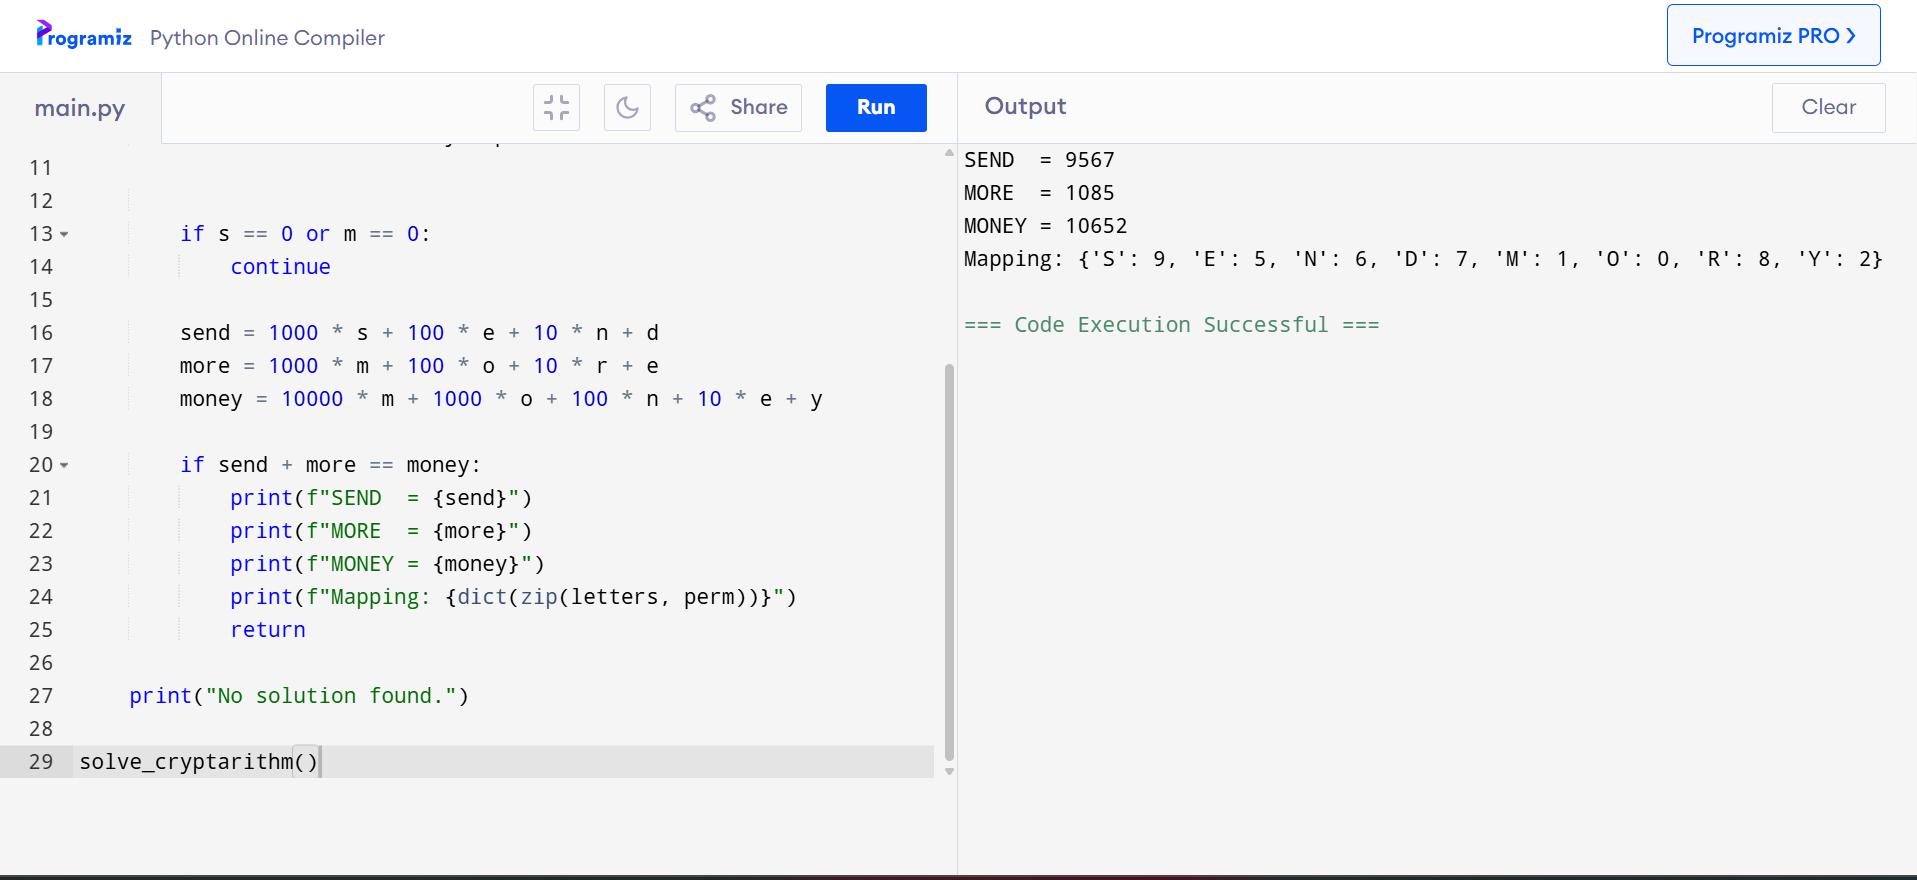 Programiz Python Online Compiler Programiz PRO ❯
main.py Share Run Output Clear
11
12
13 if s == 0 or m == 0:
14 continue
15
16 send = 1000 * s + 100 * e + 10 * n + d
17 more = 1000 * m + 100 * o + 10 * r + e
18 money = 10000 * m + 1000 * o + 100 * n + 10 * e + y
19
20 if send + more == money:
21 print(f"SEND  = {send}")
22 print(f"MORE  = {more}")
23 print(f"MONEY = {money}")
24 print(f"Mapping: {dict(zip(letters, perm))}")
25 return
26
27 print("No solution found.")
28
29 solve_cryptarithm()
SEND  = 9567
MORE  = 1085
MONEY = 10652
Mapping: {'S': 9, 'E': 5, 'N': 6, 'D': 7, 'M': 1, 'O': 0, 'R': 8, 'Y': 2}
=== Code Execution Successful ===